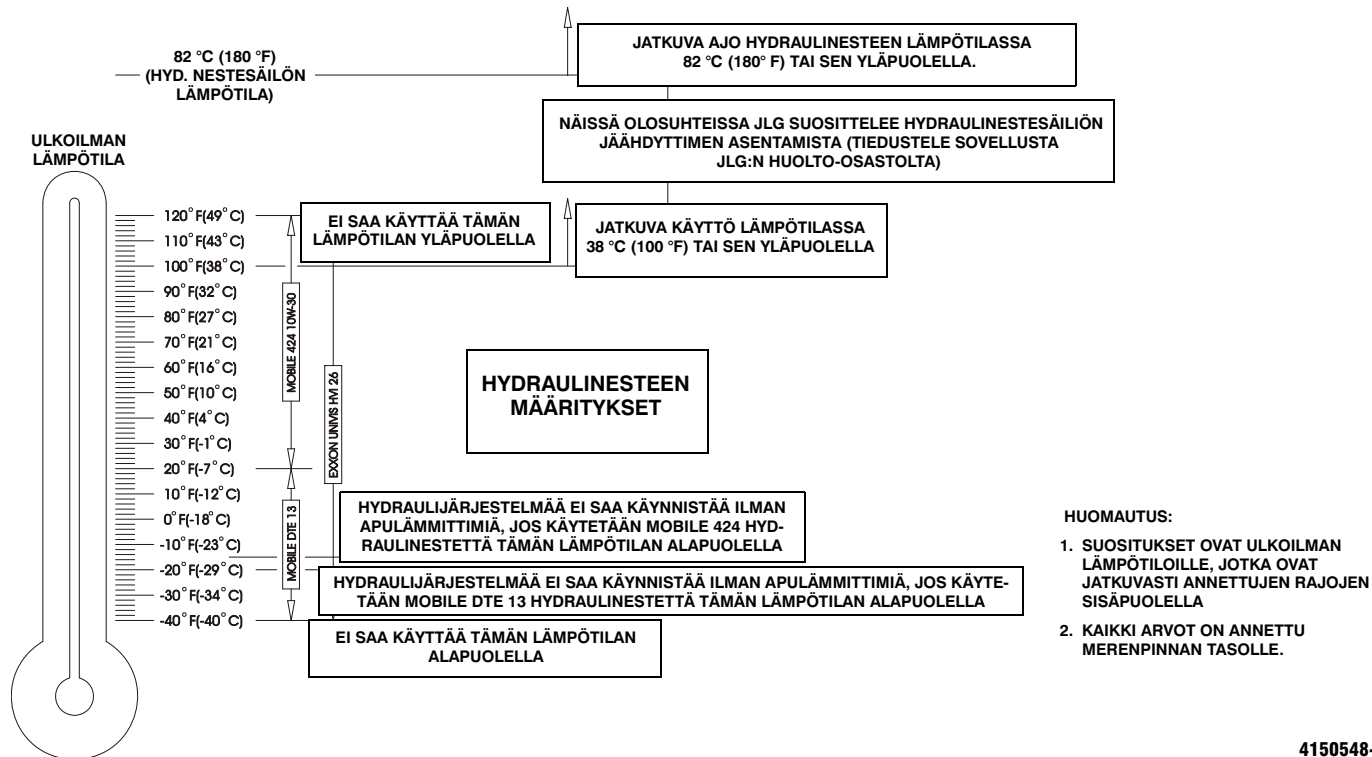 82 °C (180 °F)
(HYD. NESTESÄILÖN
LÄMPÖTILA)
JATKUVA AJO HYDRAULINESTEEN LÄMPÖTILASSA
82 °C (180° F) TAI SEN YLÄPUOLELLA.
NÄISSÄ OLOSUHTEISSA JLG SUOSITTELEE HYDRAULINESTESÄILIÖN
JÄÄHDYTTIMEN ASENTAMISTA (TIEDUSTELE SOVELLUSTA
JLG:N HUOLTO-OSASTOLTA)
ULKOILMAN
LÄMPÖTILA
120° F(49° C)
110° F(43° C)
100° F(38° C)
90° F(32° C)
80° F(27° C)
70° F(21° C)
60° F(16° C)
50° F(10° C)
40° F(4° C)
30° F(-1° C)
20° F(-7° C)
10° F(-12° C)
0° F(-18° C)
-10° F(-23° C)
-20° F(-29° C)
-30° F(-34° C)
-40° F(-40° C)
EI SAA KÄYTTÄÄ TÄMÄN
LÄMPÖTILAN YLÄPUOLELLA
JATKUVA KÄYTTÖ LÄMPÖTILASSA
38 °C (100 °F) TAI SEN YLÄPUOLELLA
MOBILE 424 10W-30
MOBILE DTE 13
EXXON UNIVIS HVI 26
HYDRAULINESTEEN
MÄÄRITYKSET
HYDRAULIJÄRJESTELMÄÄ EI SAA KÄYNNISTÄÄ ILMAN
APULÄMMITTIMIÄ, JOS KÄYTETÄÄN MOBILE 424 HYD-
RAULINESTETTÄ TÄMÄN LÄMPÖTILAN ALAPUOLELLA
HYDRAULIJÄRJESTELMÄÄ EI SAA KÄYNNISTÄÄ ILMAN APULÄMMITTIMIÄ, JOS KÄYTE-
TÄÄN MOBILE DTE 13 HYDRAULINESTETTÄ TÄMÄN LÄMPÖTILAN ALAPUOLELLA
EI SAA KÄYTTÄÄ TÄMÄN LÄMPÖTILAN
ALAPUOLELLA
HUOMAUTUS:
1. SUOSITUKSET OVAT ULKOILMAN
LÄMPÖTILOILLE, JOTKA OVAT
JATKUVASTI ANNETTUJEN RAJOJEN
SISÄPUOLELLA
2. KAIKKI ARVOT ON ANNETTU
MERENPINNAN TASOLLE.
4150548-